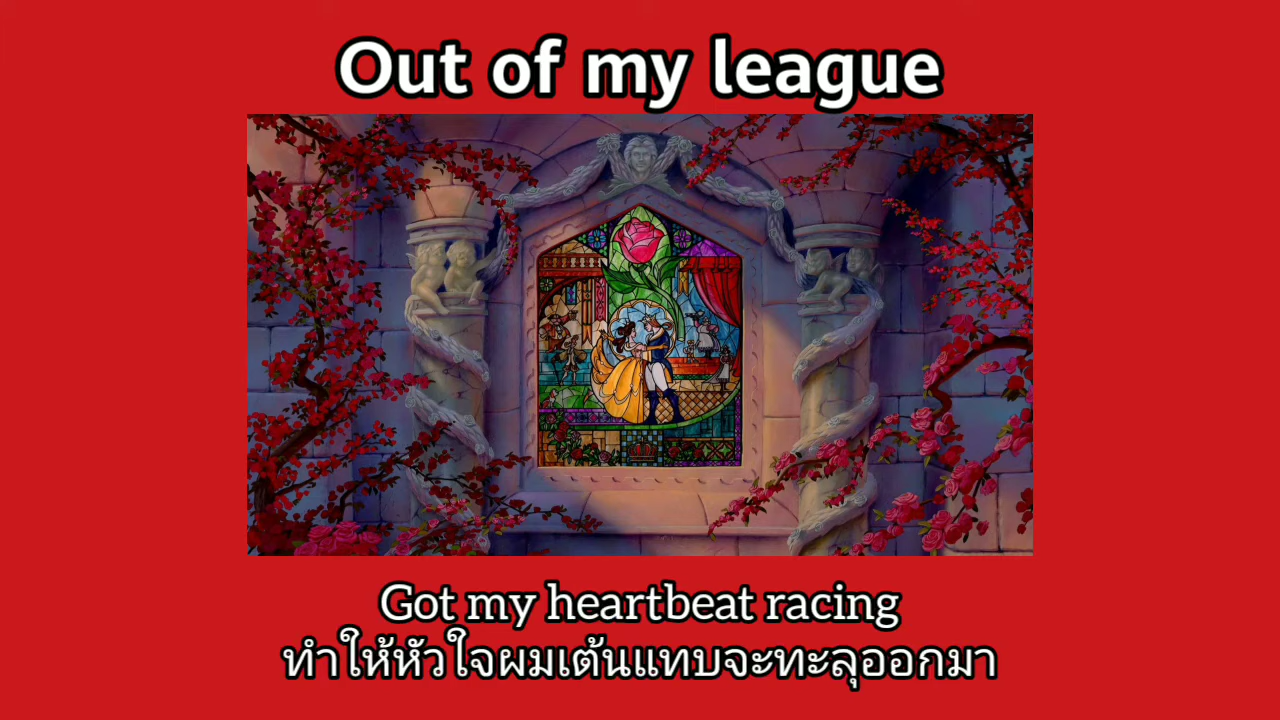 Out of my league
Got my heartbeat racing
ทำให้หัวใจผมเต้นแทบจะทะลุออกมา